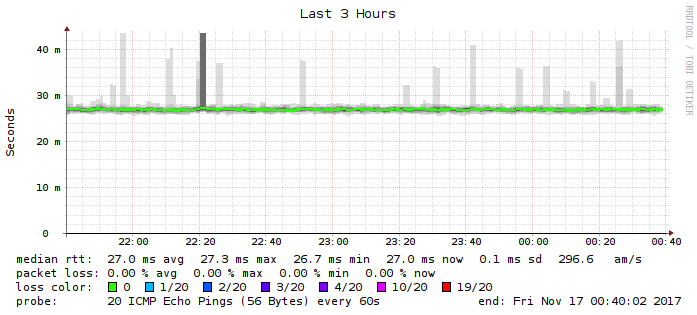 Last 3 Hours
RRDTOOL / TOBI OETIKER
Seconds
40 m
30 m
20 m
10 m
0
22:00 22:20 22:40 23:00 23:20 23:40 00:00 00:20 00:40
median rtt: 27.0 ms avg 27.3 ms max 26.7 ms min 27.0 ms now 0.1 ms sd 296.6 am/s
packet loss: 0.00 % avg 0.00 % max 0.00 % min 0.00 % now
loss color: 0 1/20 2/20 3/20 4/20 10/20 19/20
probe: 20 ICMP Echo Pings (56 Bytes) every 60s end: Fri Nov 17 00:40:02 2017